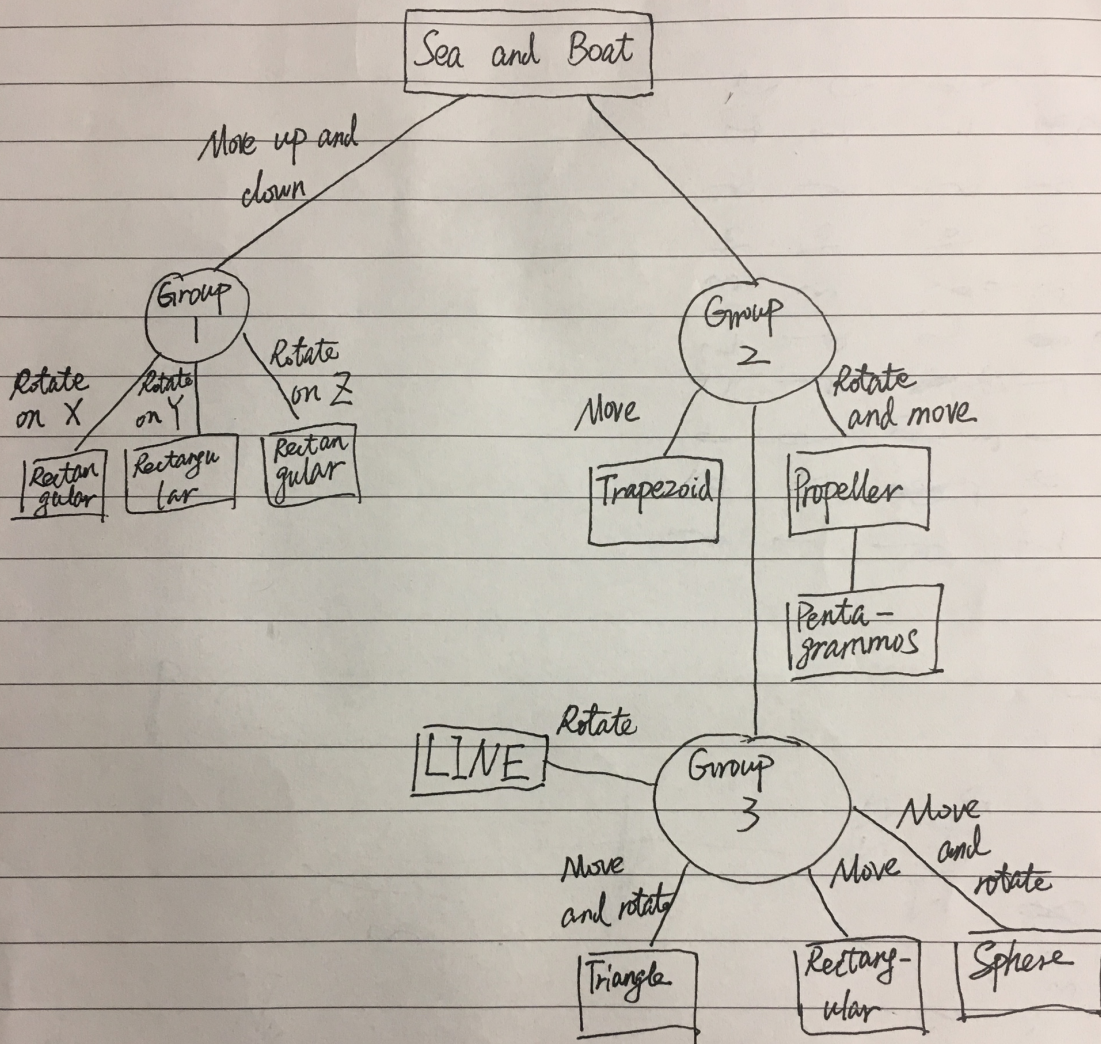 Sea and Boat
Move up and
down
Group
1
Rotate
on X
Rotate
on Y
Rotate
on Z
Rectan
gular
Rectangu
lar
Rectan
gular
Group
2
Move
Rotate
and move
Trapezoid
Propeller
Penta-
grammos
LINE
Rotate
Group
3
Move
and rotate
Move
Move
and
rotate
Triangle
Rectang-
ular
Sphere